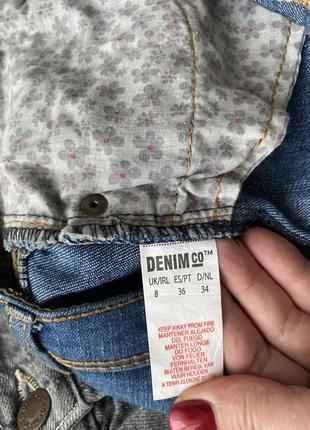 DENIM CO™
UK/IRL ES/PT D/NL
8 36 34
KEEP AWAY FROM FIRE
MANTENER ALEJADO
DEL FUEGO
MANTER LONGE
DO FOGO
VON FEUER
FERNHALTEN
BUITEN BEREIK VAN
VUUR HOUDEN
A TENIR ÉLOIGNÉ DU FEU